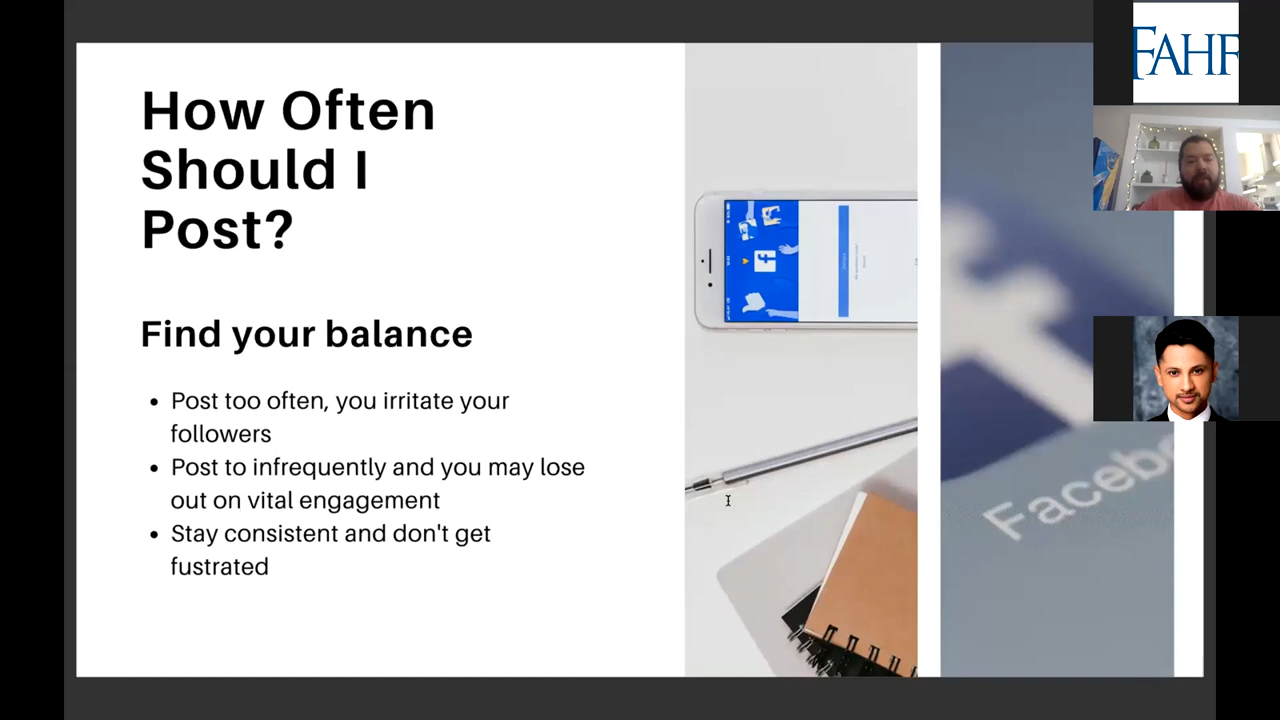 How Often
Should I
Post?
Find your balance
• Post too often, you irritate your
followers
• Post to infrequently and you may lose
out on vital engagement
• Stay consistent and don't get
fustrated
FAHF
Faceb